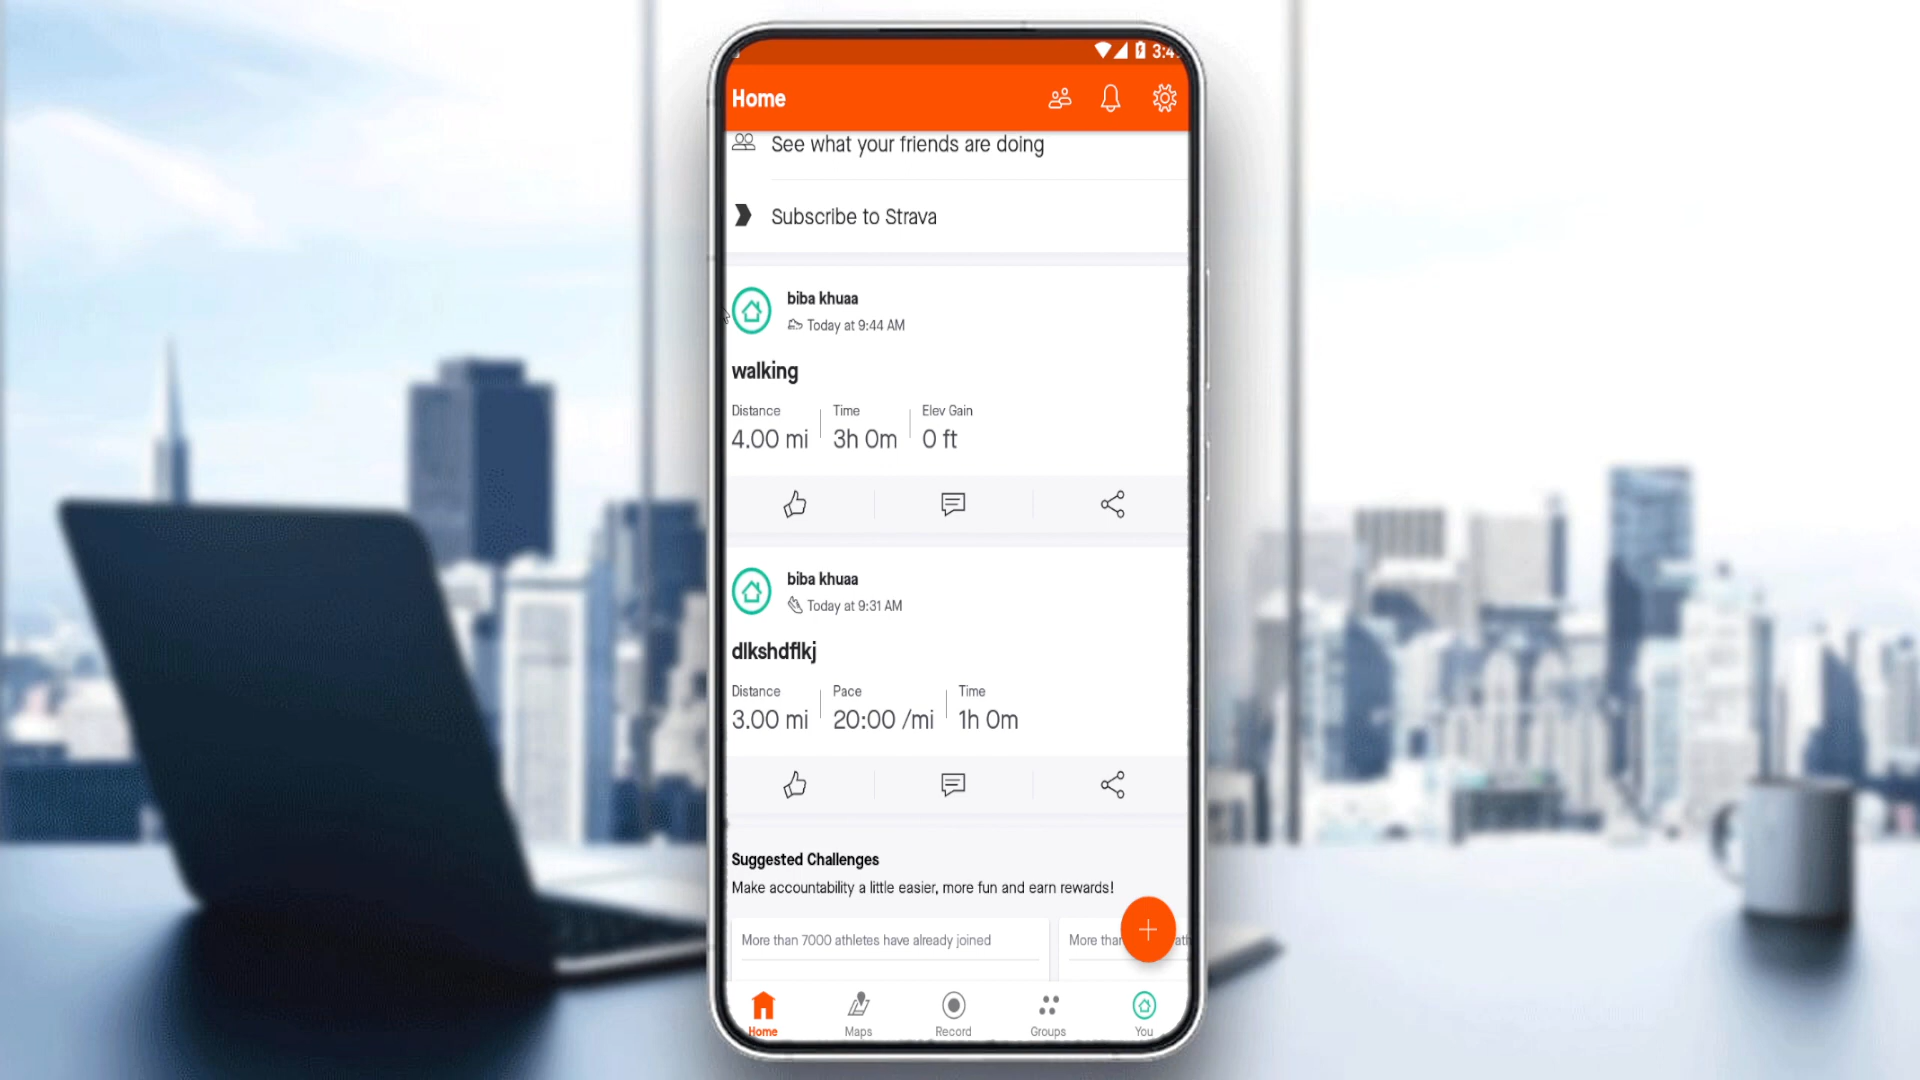 3:4
Home
See what your friends are doing
Subscribe to Strava
biba khuaa
Today at 9:44 AM
walking
Distance Time Elev Gain
4.00 mi 3h 0m 0 ft
biba khuaa
Today at 9:31 AM
dlkshdflkj
Distance Pace Time
3.00 mi 20:00 /mi 1h 0m
Suggested Challenges
Make accountability a little easier, more fun and earn rewards!
More than 7000 athletes have already joined
More than
Home Maps Record Groups You